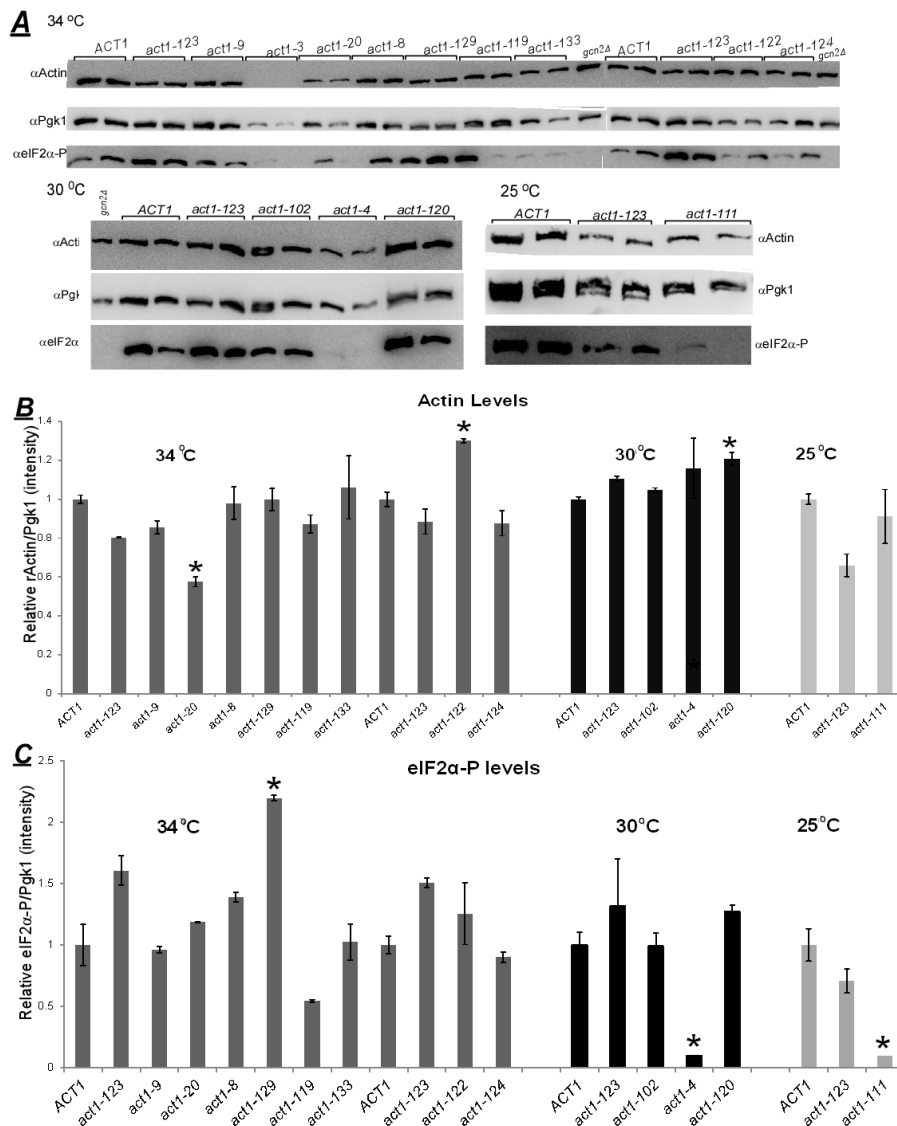 A
34 °C
ACT1 act1-123 act1-9 act1-3 act1-20 act1-8 act1-129 act1-119 act1-133 gcn2Δ ACT1 act1-123 act1-122 act1-124 gcn2Δ
αActin
αPgk1
αeIF2α-P
30 °C
gcn2Δ ACT1 act1-123 act1-102 act1-4 act1-120
αActi
αPgk
αeIF2α
25 °C
ACT1 act1-123 act1-111
αActin
αPgk1
αeIF2α-P
B
Actin Levels
Relative rActin/Pgk1 (intensity)
1.4
1.2
1
0.8
0.6
0.4
0.2
0
34 °C
30 °C
25 °C
* * * *
ACT1 act1-123 act1-9 act1-20 act1-8 act1-129 act1-119 act1-133 ACT1 act1-123 act1-122 act1-124 ACT1 act1-123 act1-102 act1-4 act1-120 ACT1 act1-123 act1-111
C
eIF2α-P levels
Relative eIF2α-P/Pgk1 (intensity)
2.5
2
1.5
1
0.5
0
34 °C
30 °C
25 °C
* * *
ACT1 act1-123 act1-9 act1-20 act1-8 act1-129 act1-119 act1-133 ACT1 act1-123 act1-122 act1-124 ACT1 act1-123 act1-102 act1-4 act1-120 ACT1 act1-123 act1-111